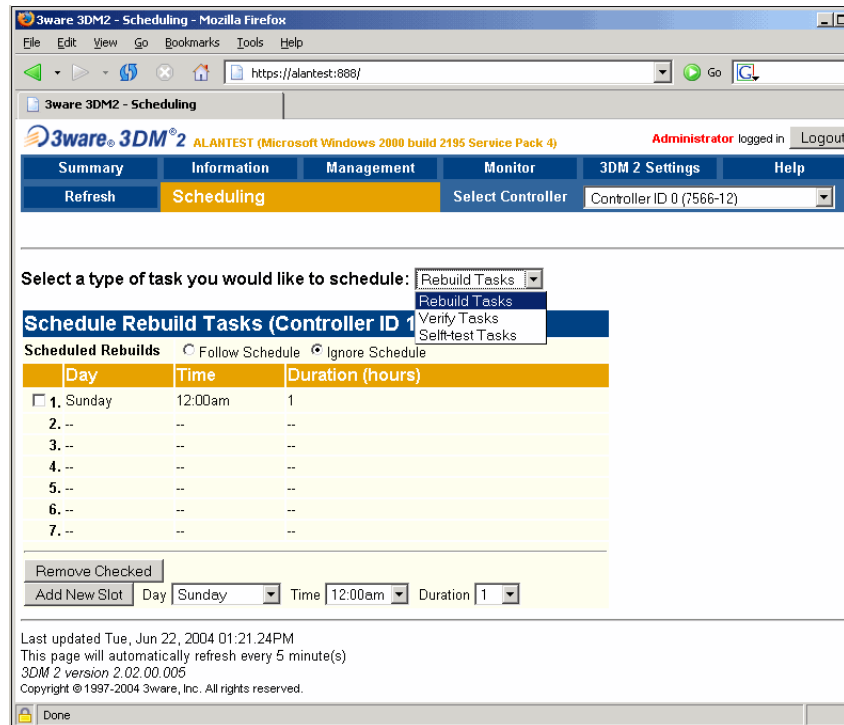 3ware 3DM2 - Scheduling - Mozilla Firefox
File Edit View Go Bookmarks Tools Help
https://alantest:888/ Go G
3ware 3DM2 - Scheduling
3ware® 3DM®2 ALANTEST (Microsoft Windows 2000 build 2195 Service Pack 4) Administrator logged in Logout
Summary Information Management Monitor 3DM 2 Settings Help
Refresh Scheduling Select Controller Controller ID 0 (7566-12)
Select a type of task you would like to schedule: Rebuild Tasks
Rebuild Tasks
Verify Tasks
Selft-test Tasks
Schedule Rebuild Tasks (Controller ID 1
Scheduled Rebuilds Follow Schedule Ignore Schedule
Day Time Duration (hours)
1. Sunday 12:00am 1
2. -- -- --
3. -- -- --
4. -- -- --
5. -- -- --
6. -- -- --
7. -- -- --
Remove Checked
Add New Slot Day Sunday Time 12:00am Duration 1
Last updated Tue, Jun 22, 2004 01:21.24PM
This page will automatically refresh every 5 minute(s)
3DM 2 version 2.02.00.005
Copyright © 1997-2004 3ware, Inc. All rights reserved.
Done